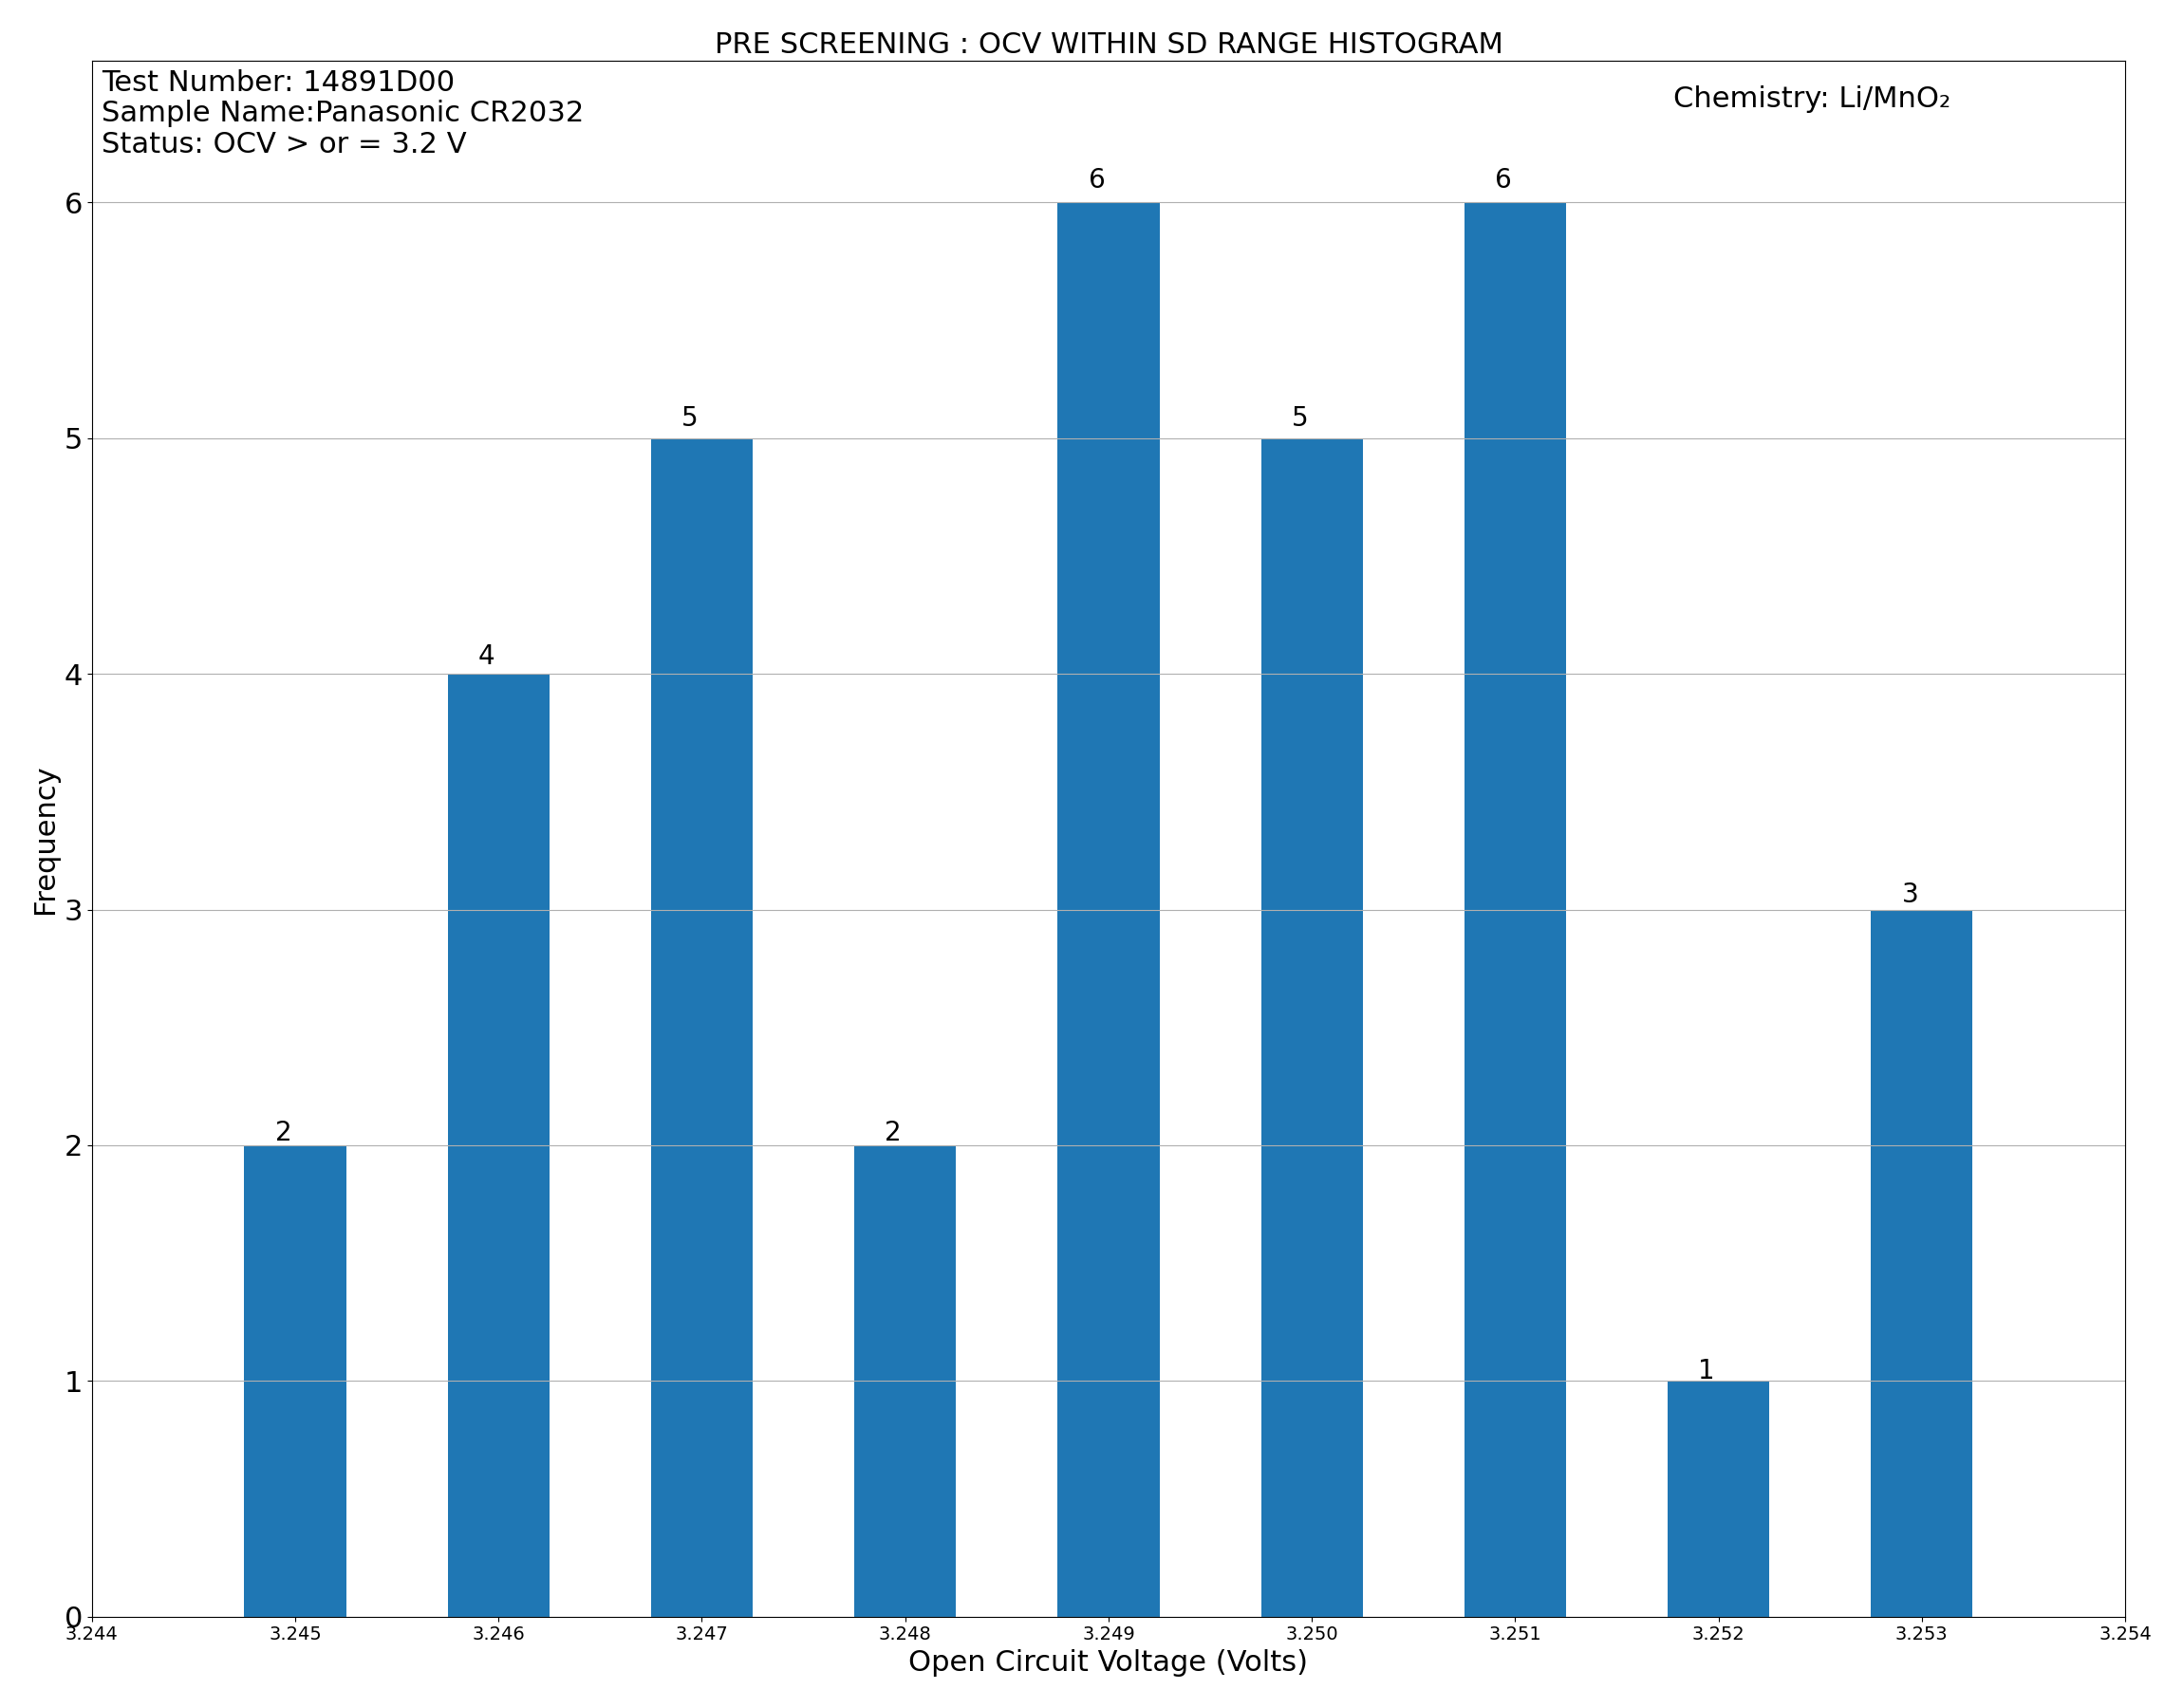 PRE SCREENING : OCV WITHIN SD RANGE HISTOGRAM
Test Number: 14891D00
Sample Name:Panasonic CR2032
Status: OCV > or = 3.2 V
Chemistry: Li/MnO₂
6 6
6
5 5
5
4
4
Frequency
3
3
2 2
2
1
1
0
3.244 3.245 3.246 3.247 3.248 3.249 3.250 3.251 3.252 3.253 3.254
Open Circuit Voltage (Volts)